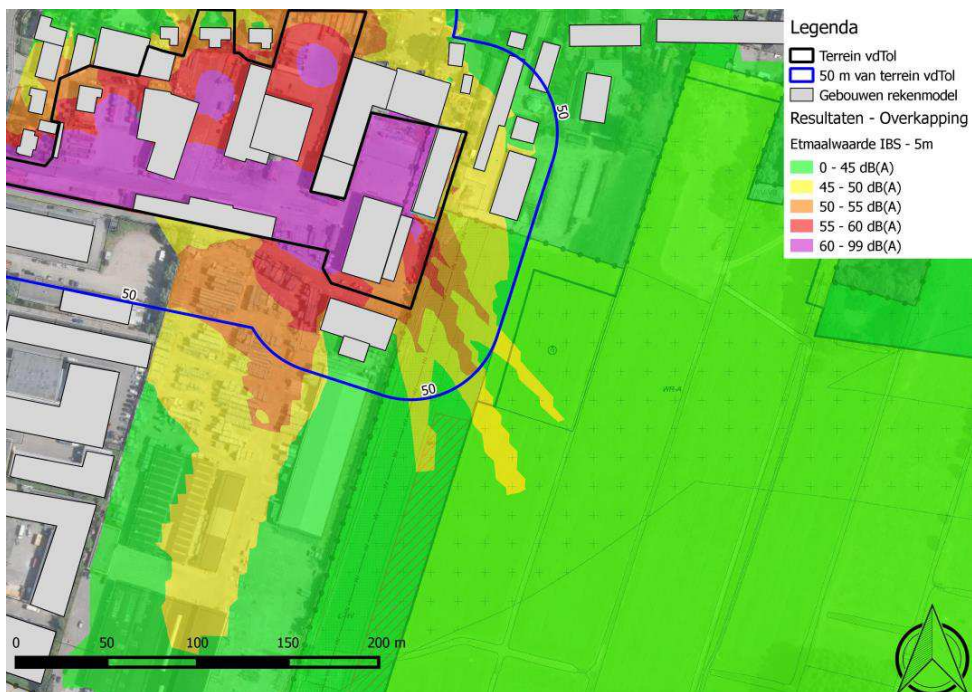 Legenda
Terrein vdTol
50 m van terrein vdTol
Gebouwen rekenmodel
Resultaten - Overkapping
Etmaalwaarde IBS - 5m
0 - 45 dB(A)
45 - 50 dB(A)
50 - 55 dB(A)
55 - 60 dB(A)
60 - 99 dB(A)
50
50
50
0 50 100 150 200 m